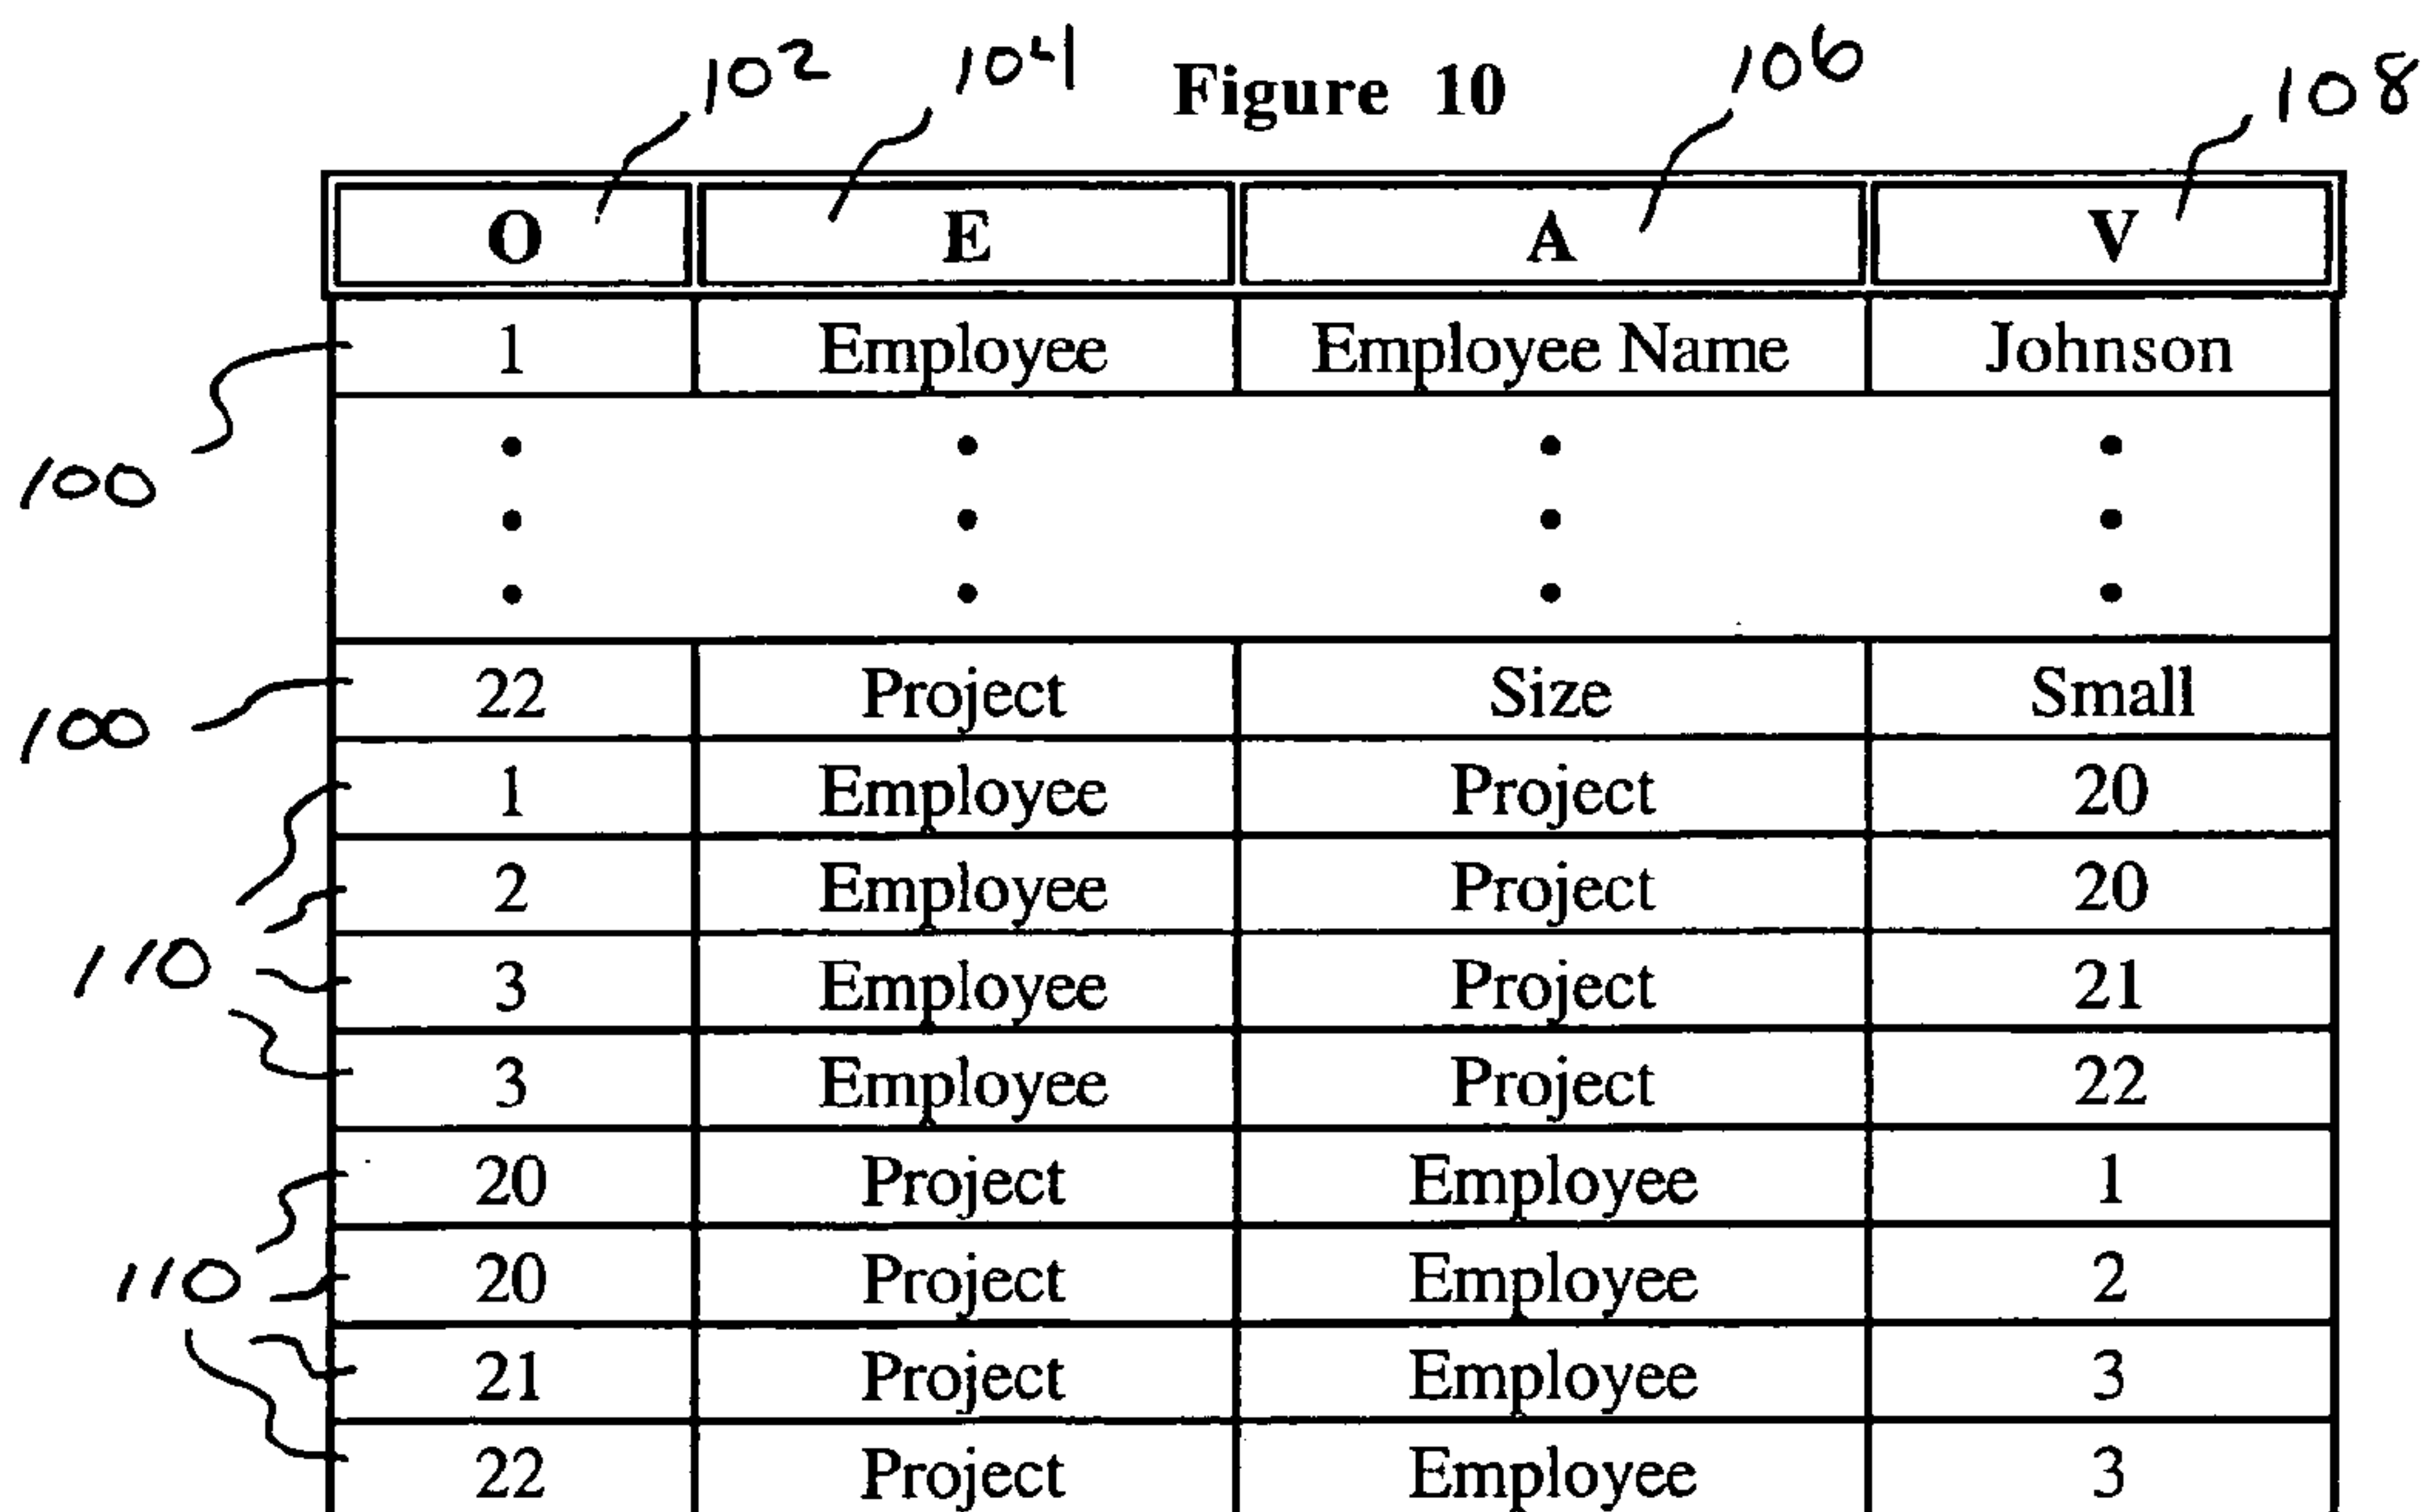 102 104 Figure 10 106 108
O E A V
1 Employee Employee Name Johnson
100
• • • •
• • • •
• • • •
22 Project Size Small
100
1 Employee Project 20
2 Employee Project 20
110
3 Employee Project 21
3 Employee Project 22
20 Project Employee 1
110
20 Project Employee 2
21 Project Employee 3
22 Project Employee 3